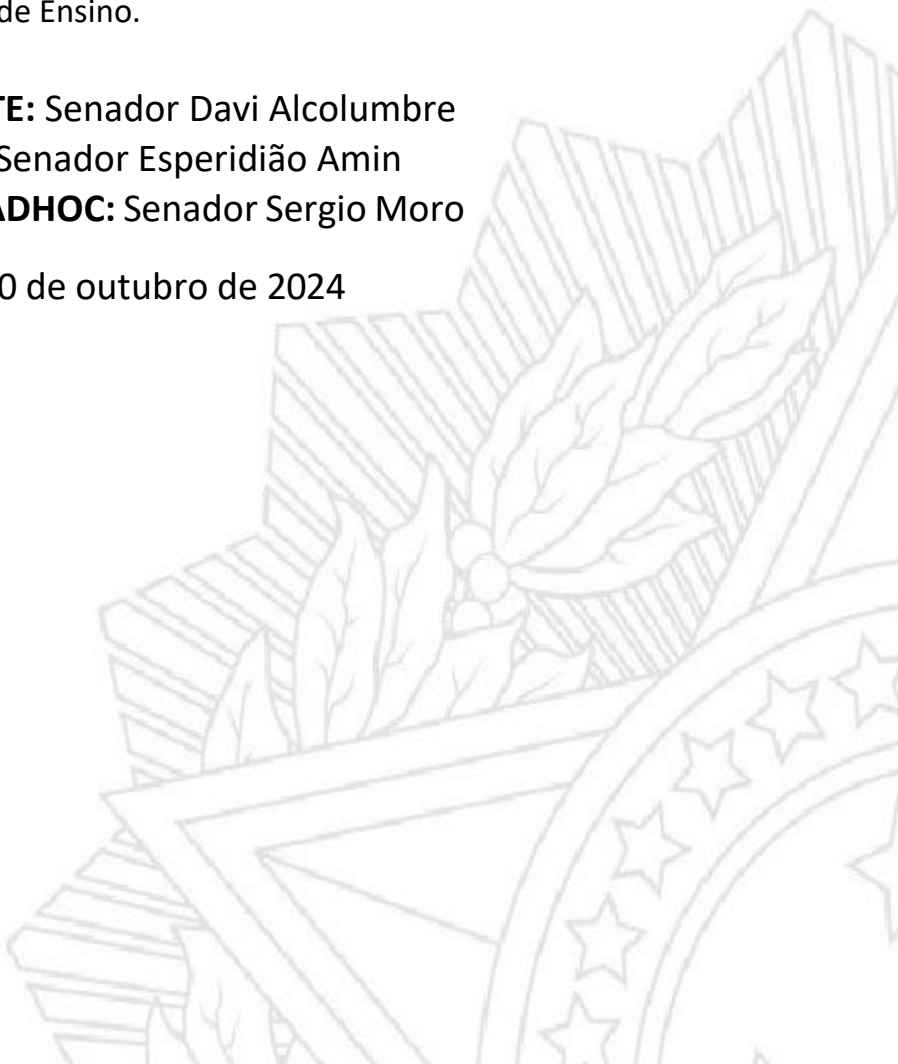 de Ensino.
TE: Senador Davi Alcolumbre
Senador Esperidião Amin
ADHOC: Senador Sergio Moro
0 de outubro de 2024